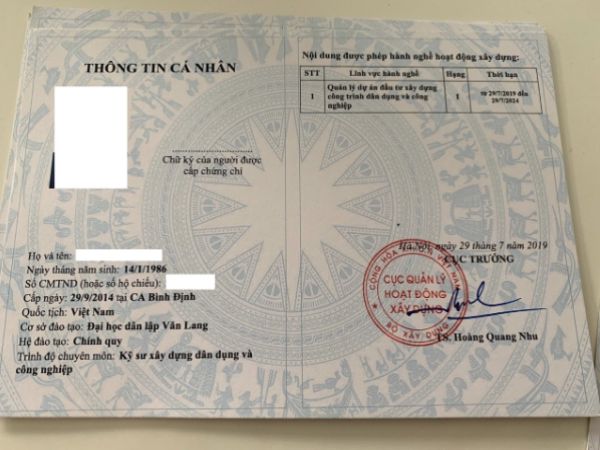 THÔNG TIN CÁ NHÂN
Chữ ký của người được
cấp chứng chỉ
Họ và tên:
Ngày tháng năm sinh: 14/1/1986
Số CMTND (hoặc số hộ chiếu):
Cấp ngày: 29/9/2014 tại CA Bình Định
Quốc tịch: Việt Nam
Cơ sở đào tạo: Đại học dân lập Văn Lang
Hệ đào tạo: Chính quy
Trình độ chuyên môn: Kỹ sư xây dựng dân dụng và
công nghiệp
Nội dung được phép hành nghề hoạt động xây dựng:
STT Lĩnh vực hành nghề Hạng Thời hạn
1 Quản lý dự án đầu tư xây dựng công trình dân dụng và công nghiệp 1 từ 29/7/2019 đến 29/7/2024
Hà Nội, ngày 29 tháng 7 năm 2019
CỤC TRƯỞNG
CỤC QUẢN LÝ
HOẠT ĐỘNG
XÂY DỰNG
BỘ XÂY DỰNG
TS. Hoàng Quang Nhu